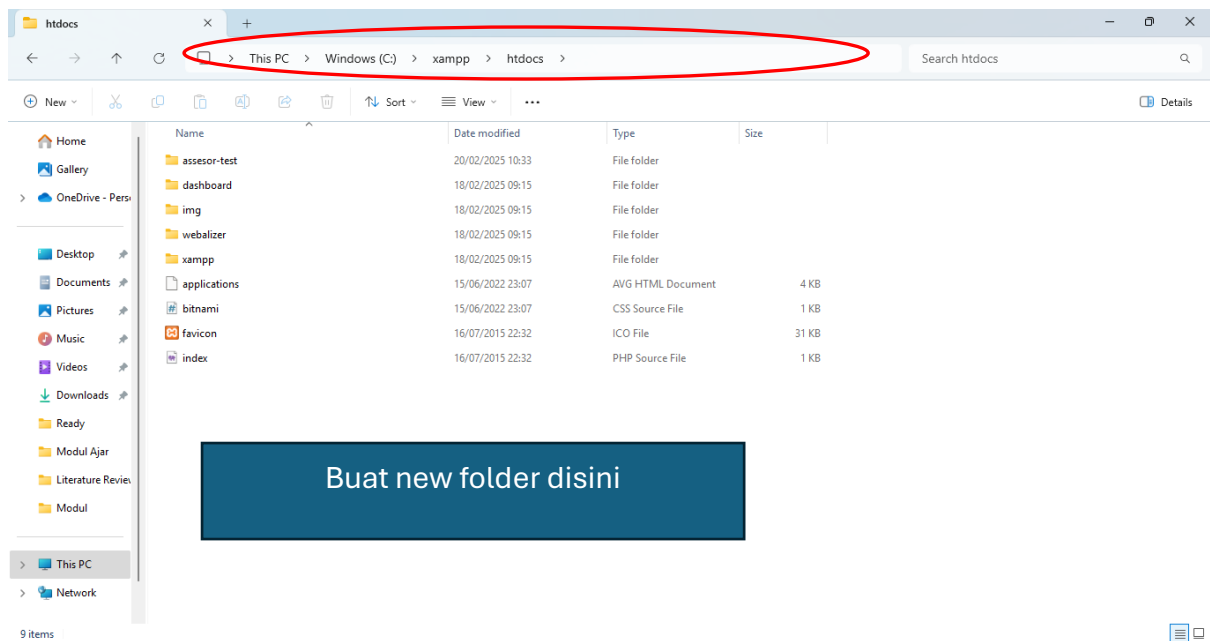 htdocs
This PC > Windows (C:) > xampp > htdocs >
Search htdocs
New Sort View ... Details
Name Date modified Type Size
Home
Gallery
OneDrive - Pers
Desktop
Documents
Pictures
Music
Videos
Downloads
Ready
Modul Ajar
Literature Review
Modul
This PC
Network
assesor-test 20/02/2025 10:33 File folder
dashboard 18/02/2025 09:15 File folder
img 18/02/2025 09:15 File folder
webalizer 18/02/2025 09:15 File folder
xampp 18/02/2025 09:15 File folder
applications 15/06/2022 23:07 AVG HTML Document 4 KB
bitnami 15/06/2022 23:07 CSS Source File 1 KB
favicon 16/07/2015 22:32 ICO File 31 KB
index 16/07/2015 22:32 PHP Source File 1 KB
Buat new folder disini
9 items